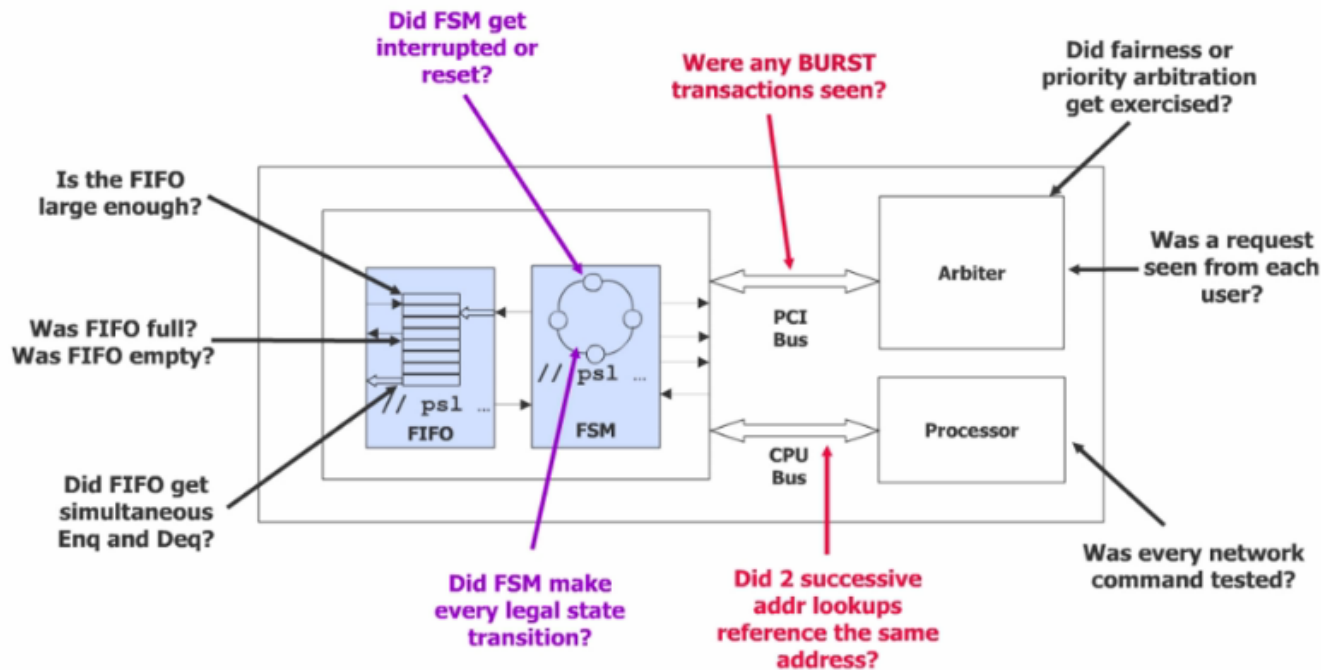 Did FSM get
interrupted or
reset?
Were any BURST
transactions seen?
Did fairness or
priority arbitration
get exercised?
Is the FIFO
large enough?
Was FIFO full?
Was FIFO empty?
Did FIFO get
simultaneous
Enq and Deq?
// psl ...
FIFO
// psl ...
FSM
PCI
Bus
CPU
Bus
Arbiter
Processor
Was a request
seen from each
user?
Did FSM make
every legal state
transition?
Did 2 successive
addr lookups
reference the same
address?
Was every network
command tested?